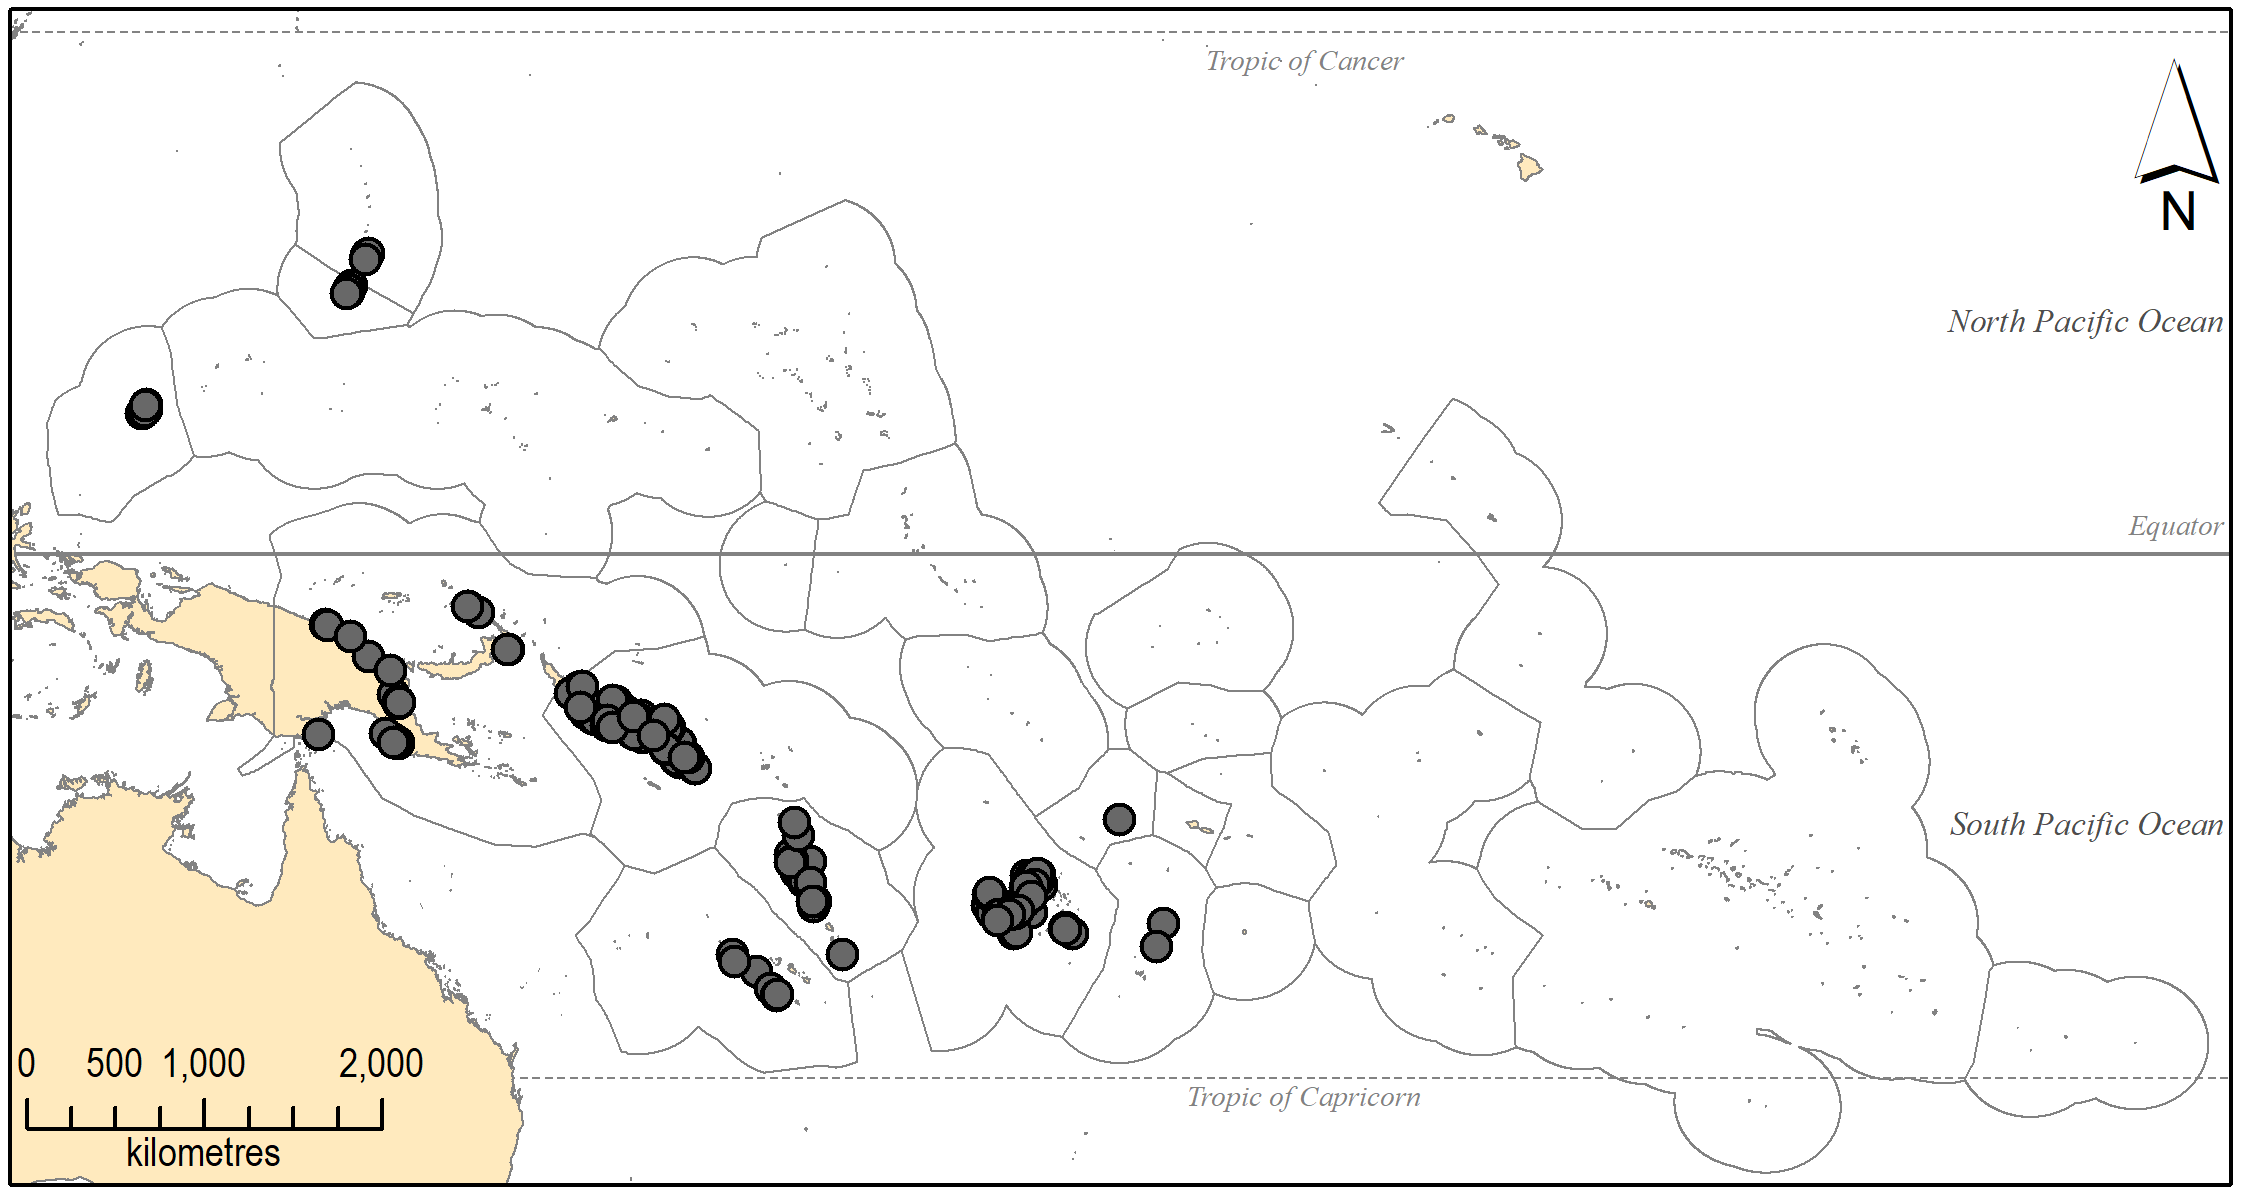 Tropic of Cancer
N
North Pacific Ocean
Equator
South Pacific Ocean
0 500 1,000 2,000
kilometres
Tropic of Capricorn